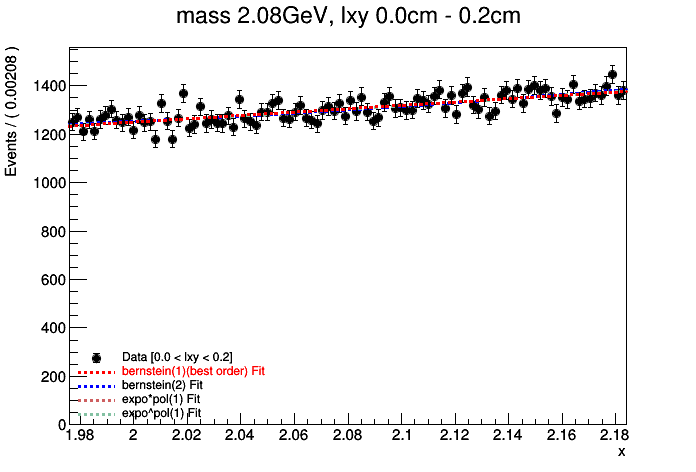 mass 2.08GeV, lxy 0.0cm - 0.2cm
Events / ( 0.00208 )
1400
1200
1000
800
600
400
200
0
Data [0.0 < lxy < 0.2]
bernstein(1)(best order) Fit
bernstein(2) Fit
expo*pol(1) Fit
expo^pol(1) Fit
1.98 2 2.02 2.04 2.06 2.08 2.1 2.12 2.14 2.16 2.18
x